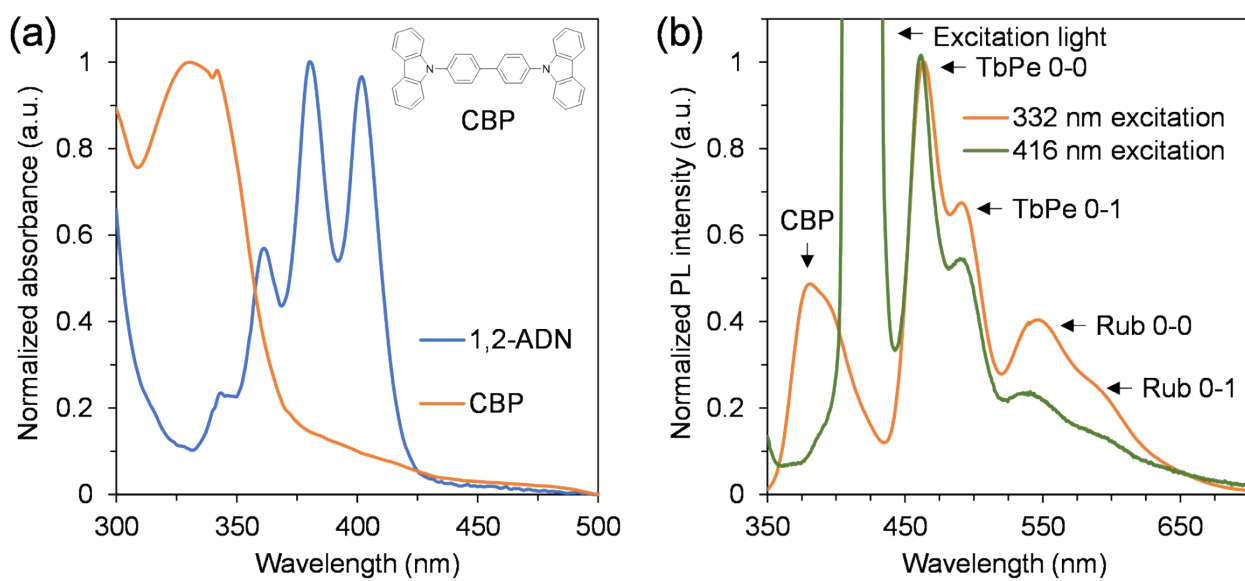 (a)
Normalized absorbance (a.u.)
1
0.8
0.6
0.4
0.2
0
300
350
400
450
500
Wavelength (nm)
CBP
1,2-ADN
CBP
(b)
Normalized PL intensity (a.u.)
1
0.8
0.6
0.4
0.2
0
350
450
550
650
Wavelength (nm)
Excitation light
TbPe 0-0
332 nm excitation
416 nm excitation
TbPe 0-1
CBP
Rub 0-0
Rub 0-1